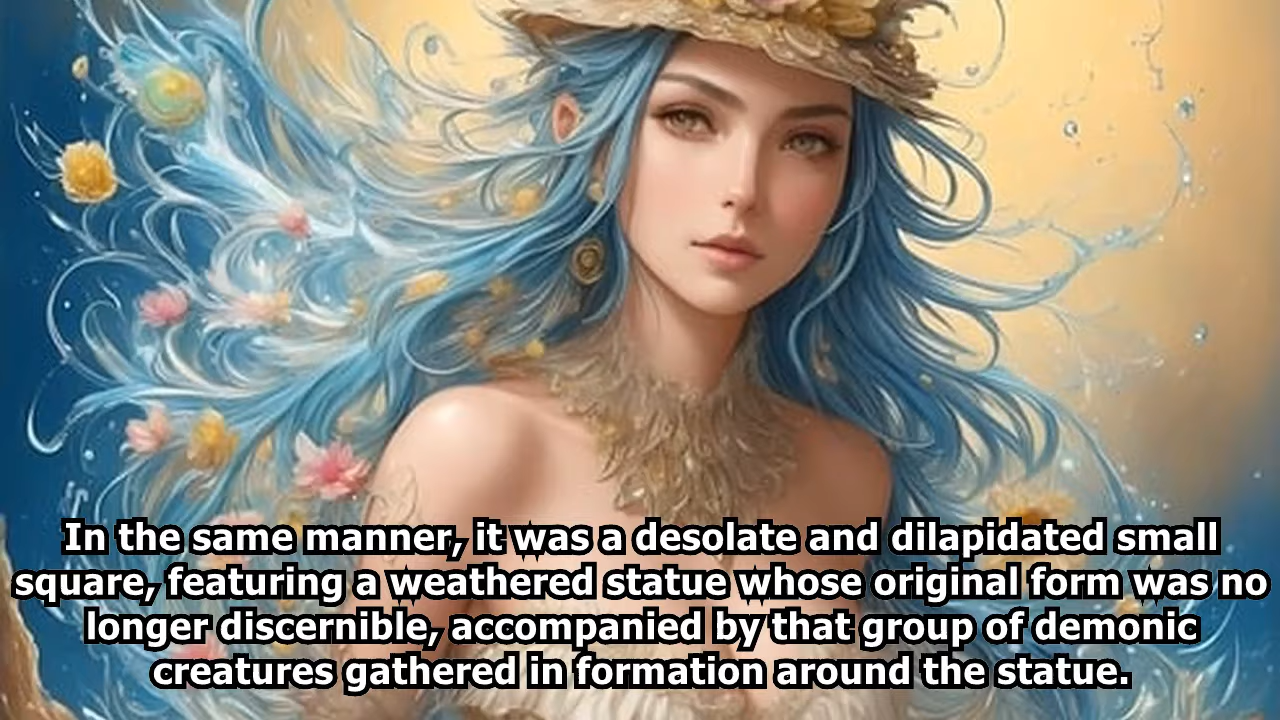 In the same manner, it was a desolate and dilapidated small
square, featuring a weathered statue whose original form was no
longer discernible, accompanied by that group of demonic
creatures gathered in formation around the statue.